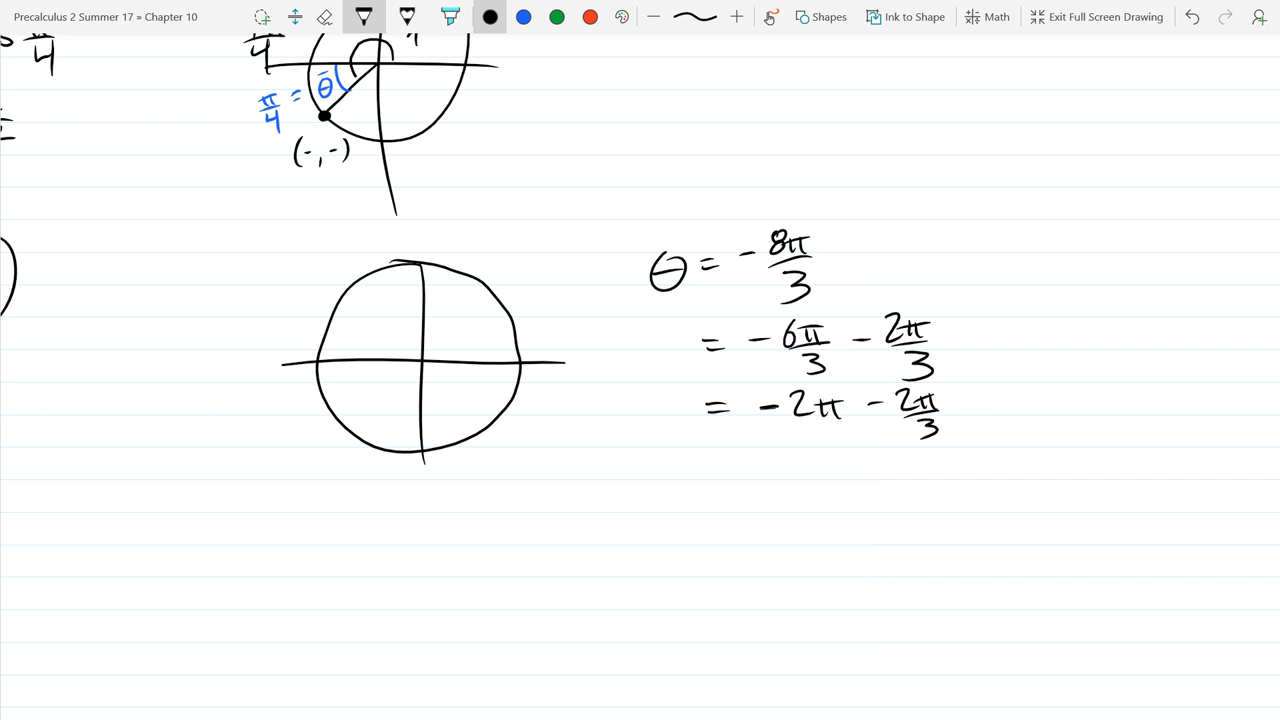 Precalculus 2 Summer 17 » Chapter 10
Shapes
Ink to Shape
Math
Exit Full Screen Drawing
π/4
π/4 = θ̄
(-,-)
θ = -8π/3
= -6π/3 - 2π/3
= -2π - 2π/3